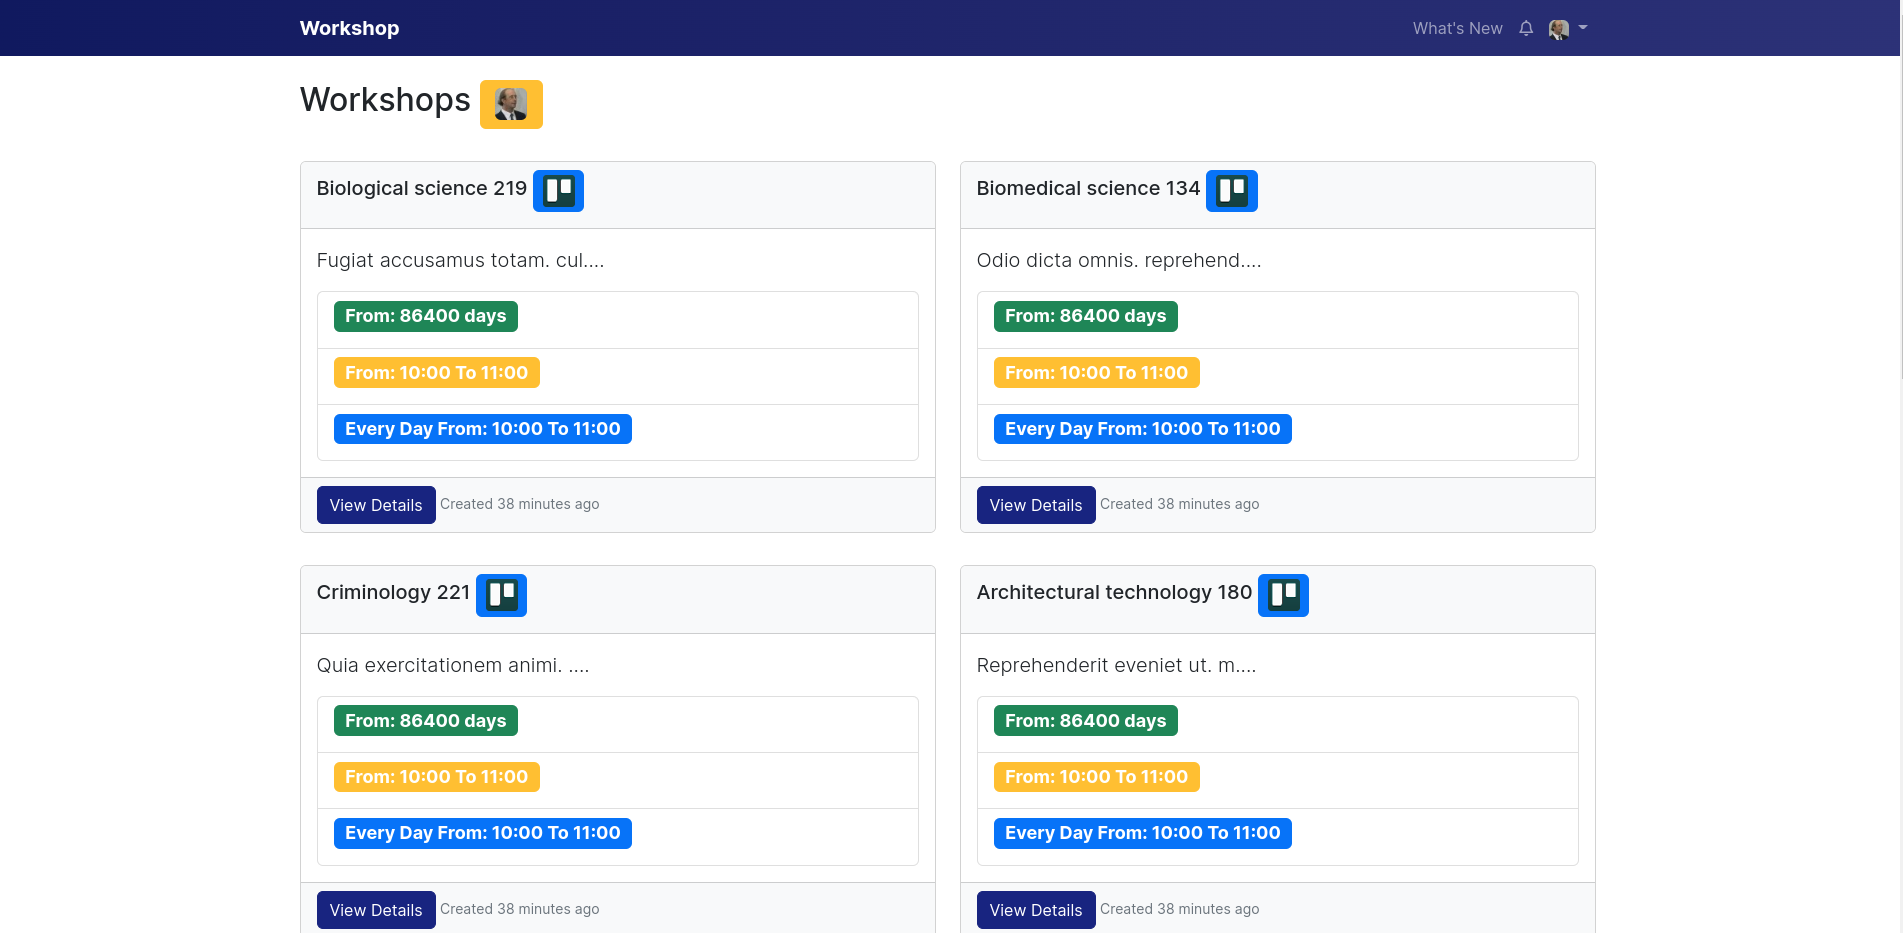 Workshop
What's New
Workshops
Biological science 219
Fugiat accusamus totam. cul....
From: 86400 days
From: 10:00 To 11:00
Every Day From: 10:00 To 11:00
View Details Created 38 minutes ago
Biomedical science 134
Odio dicta omnis. reprehend....
From: 86400 days
From: 10:00 To 11:00
Every Day From: 10:00 To 11:00
View Details Created 38 minutes ago
Criminology 221
Quia exercitationem animi. ....
From: 86400 days
From: 10:00 To 11:00
Every Day From: 10:00 To 11:00
View Details Created 38 minutes ago
Architectural technology 180
Reprehenderit eveniet ut. m....
From: 86400 days
From: 10:00 To 11:00
Every Day From: 10:00 To 11:00
View Details Created 38 minutes ago